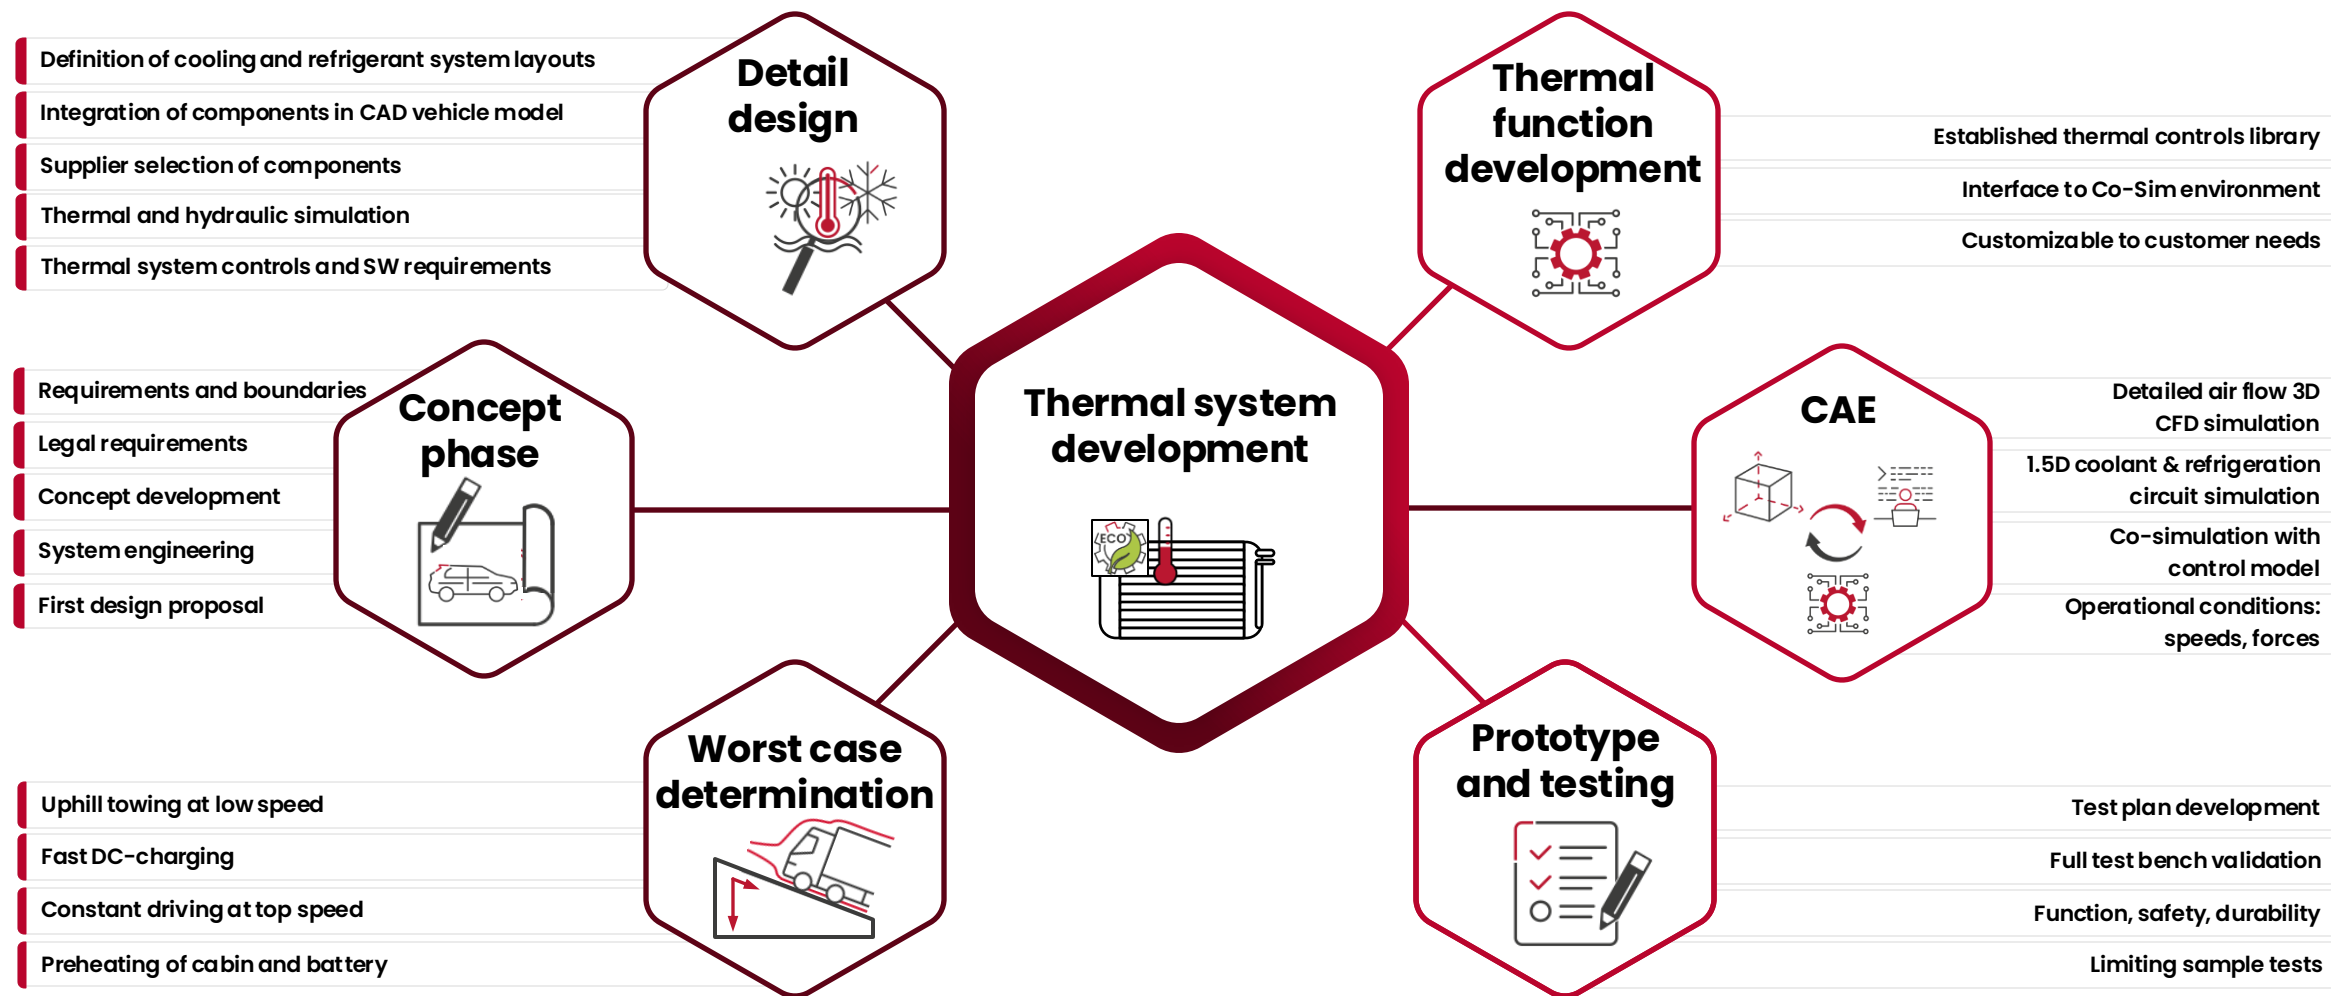 Definition of cooling and refrigerant system layouts
Integration of components in CAD vehicle model
Supplier selection of components
Thermal and hydraulic simulation
Thermal system controls and SW requirements
Detail
design
Thermal
function
development
Established thermal controls library
Interface to Co-Sim environment
Customizable to customer needs
Requirements and boundaries
Legal requirements
Concept development
System engineering
First design proposal
Concept
phase
Thermal system
development
ECO
CAE
Detailed air flow 3D
CFD simulation
1.5D coolant & refrigeration
circuit simulation
Co-simulation with
control model
Operational conditions:
speeds, forces
Worst case
determination
Uphill towing at low speed
Fast DC-charging
Constant driving at top speed
Preheating of cabin and battery
Prototype
and testing
Test plan development
Full test bench validation
Function, safety, durability
Limiting sample tests